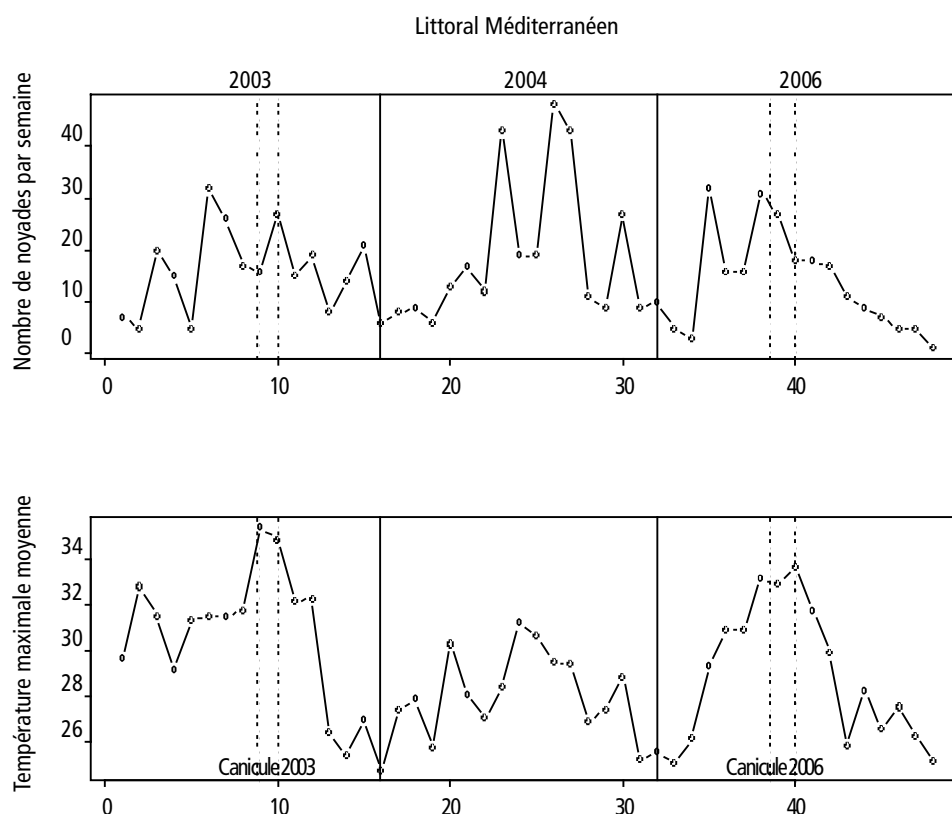 Littoral Méditerranéen
2003 2004 2006
Nombre de noyades par semaine
40
30
20
10
0
0 10 20 30 40
Température maximale moyenne
34
32
30
28
26
Canicule 2003 Canicule 2006
0 10 20 30 40